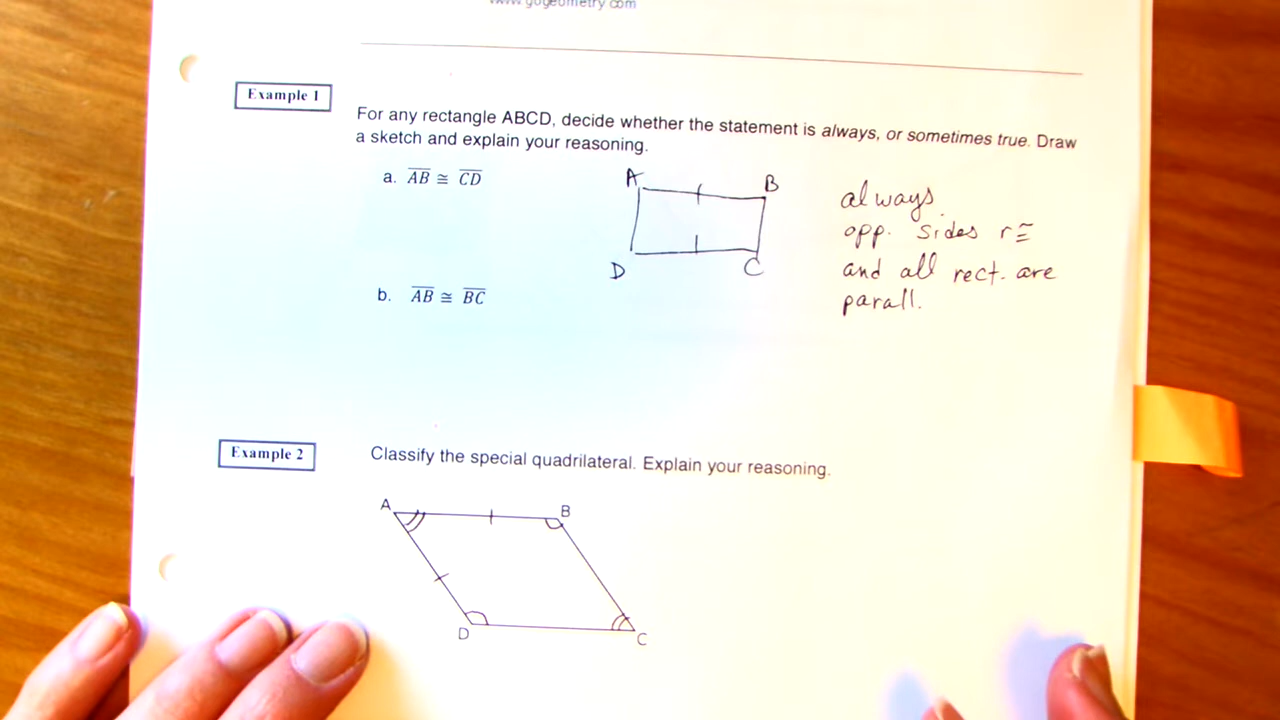 www.gogeometry.com
Example 1
For any rectangle ABCD, decide whether the statement is always, or sometimes true. Draw
a sketch and explain your reasoning.
a. AB ≅ CD
A
B
D
C
always
opp. sides r ≅
and all rect. are
parall.
b. AB ≅ BC
Example 2
Classify the special quadrilateral. Explain your reasoning.
A
B
D
C